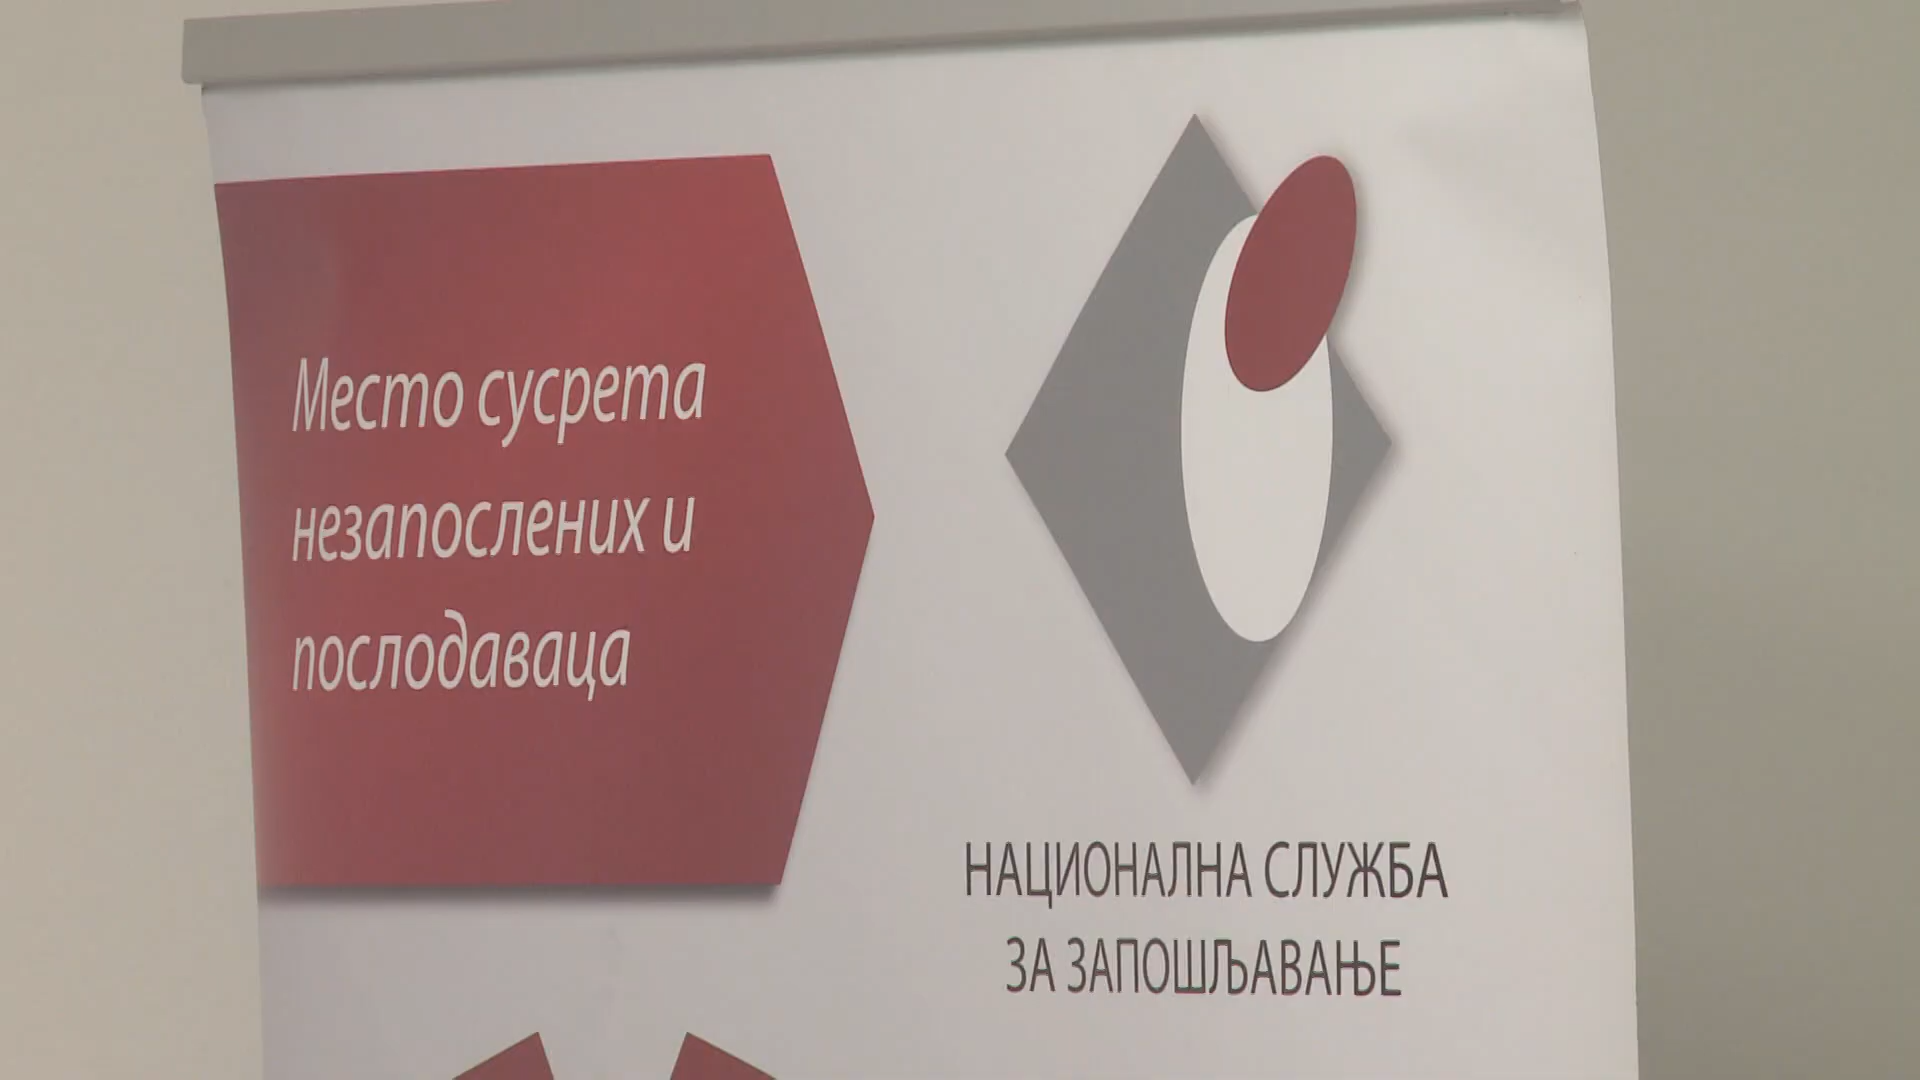 Место сусрета
незапослених и
послодаваца
НАЦИОНАЛНА СЛУЖБА
ЗА ЗАПОШЉАВАЊЕ